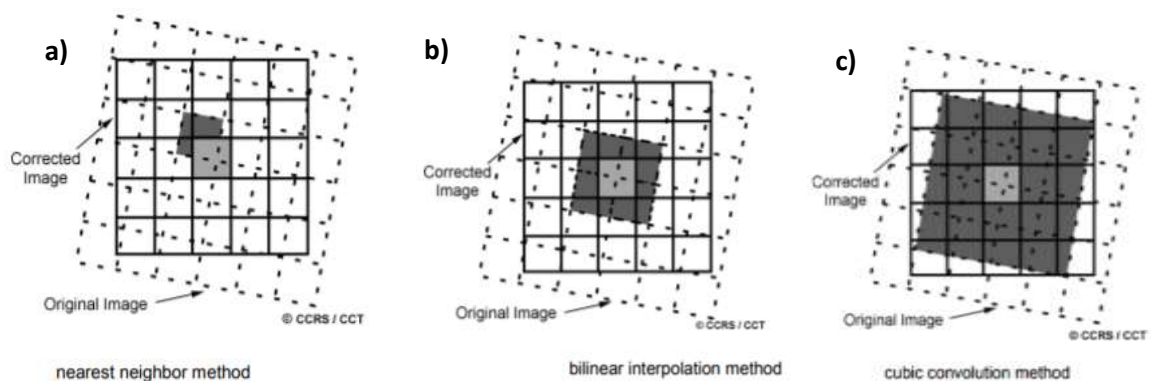 a)
Corrected
Image
Original Image
© CCRS / CCT
nearest neighbor method
b)
Corrected
Image
Original Image
© CCRS / CCT
bilinear interpolation method
c)
Corrected
Image
Original Image
© CCRS / CCT
cubic convolution method